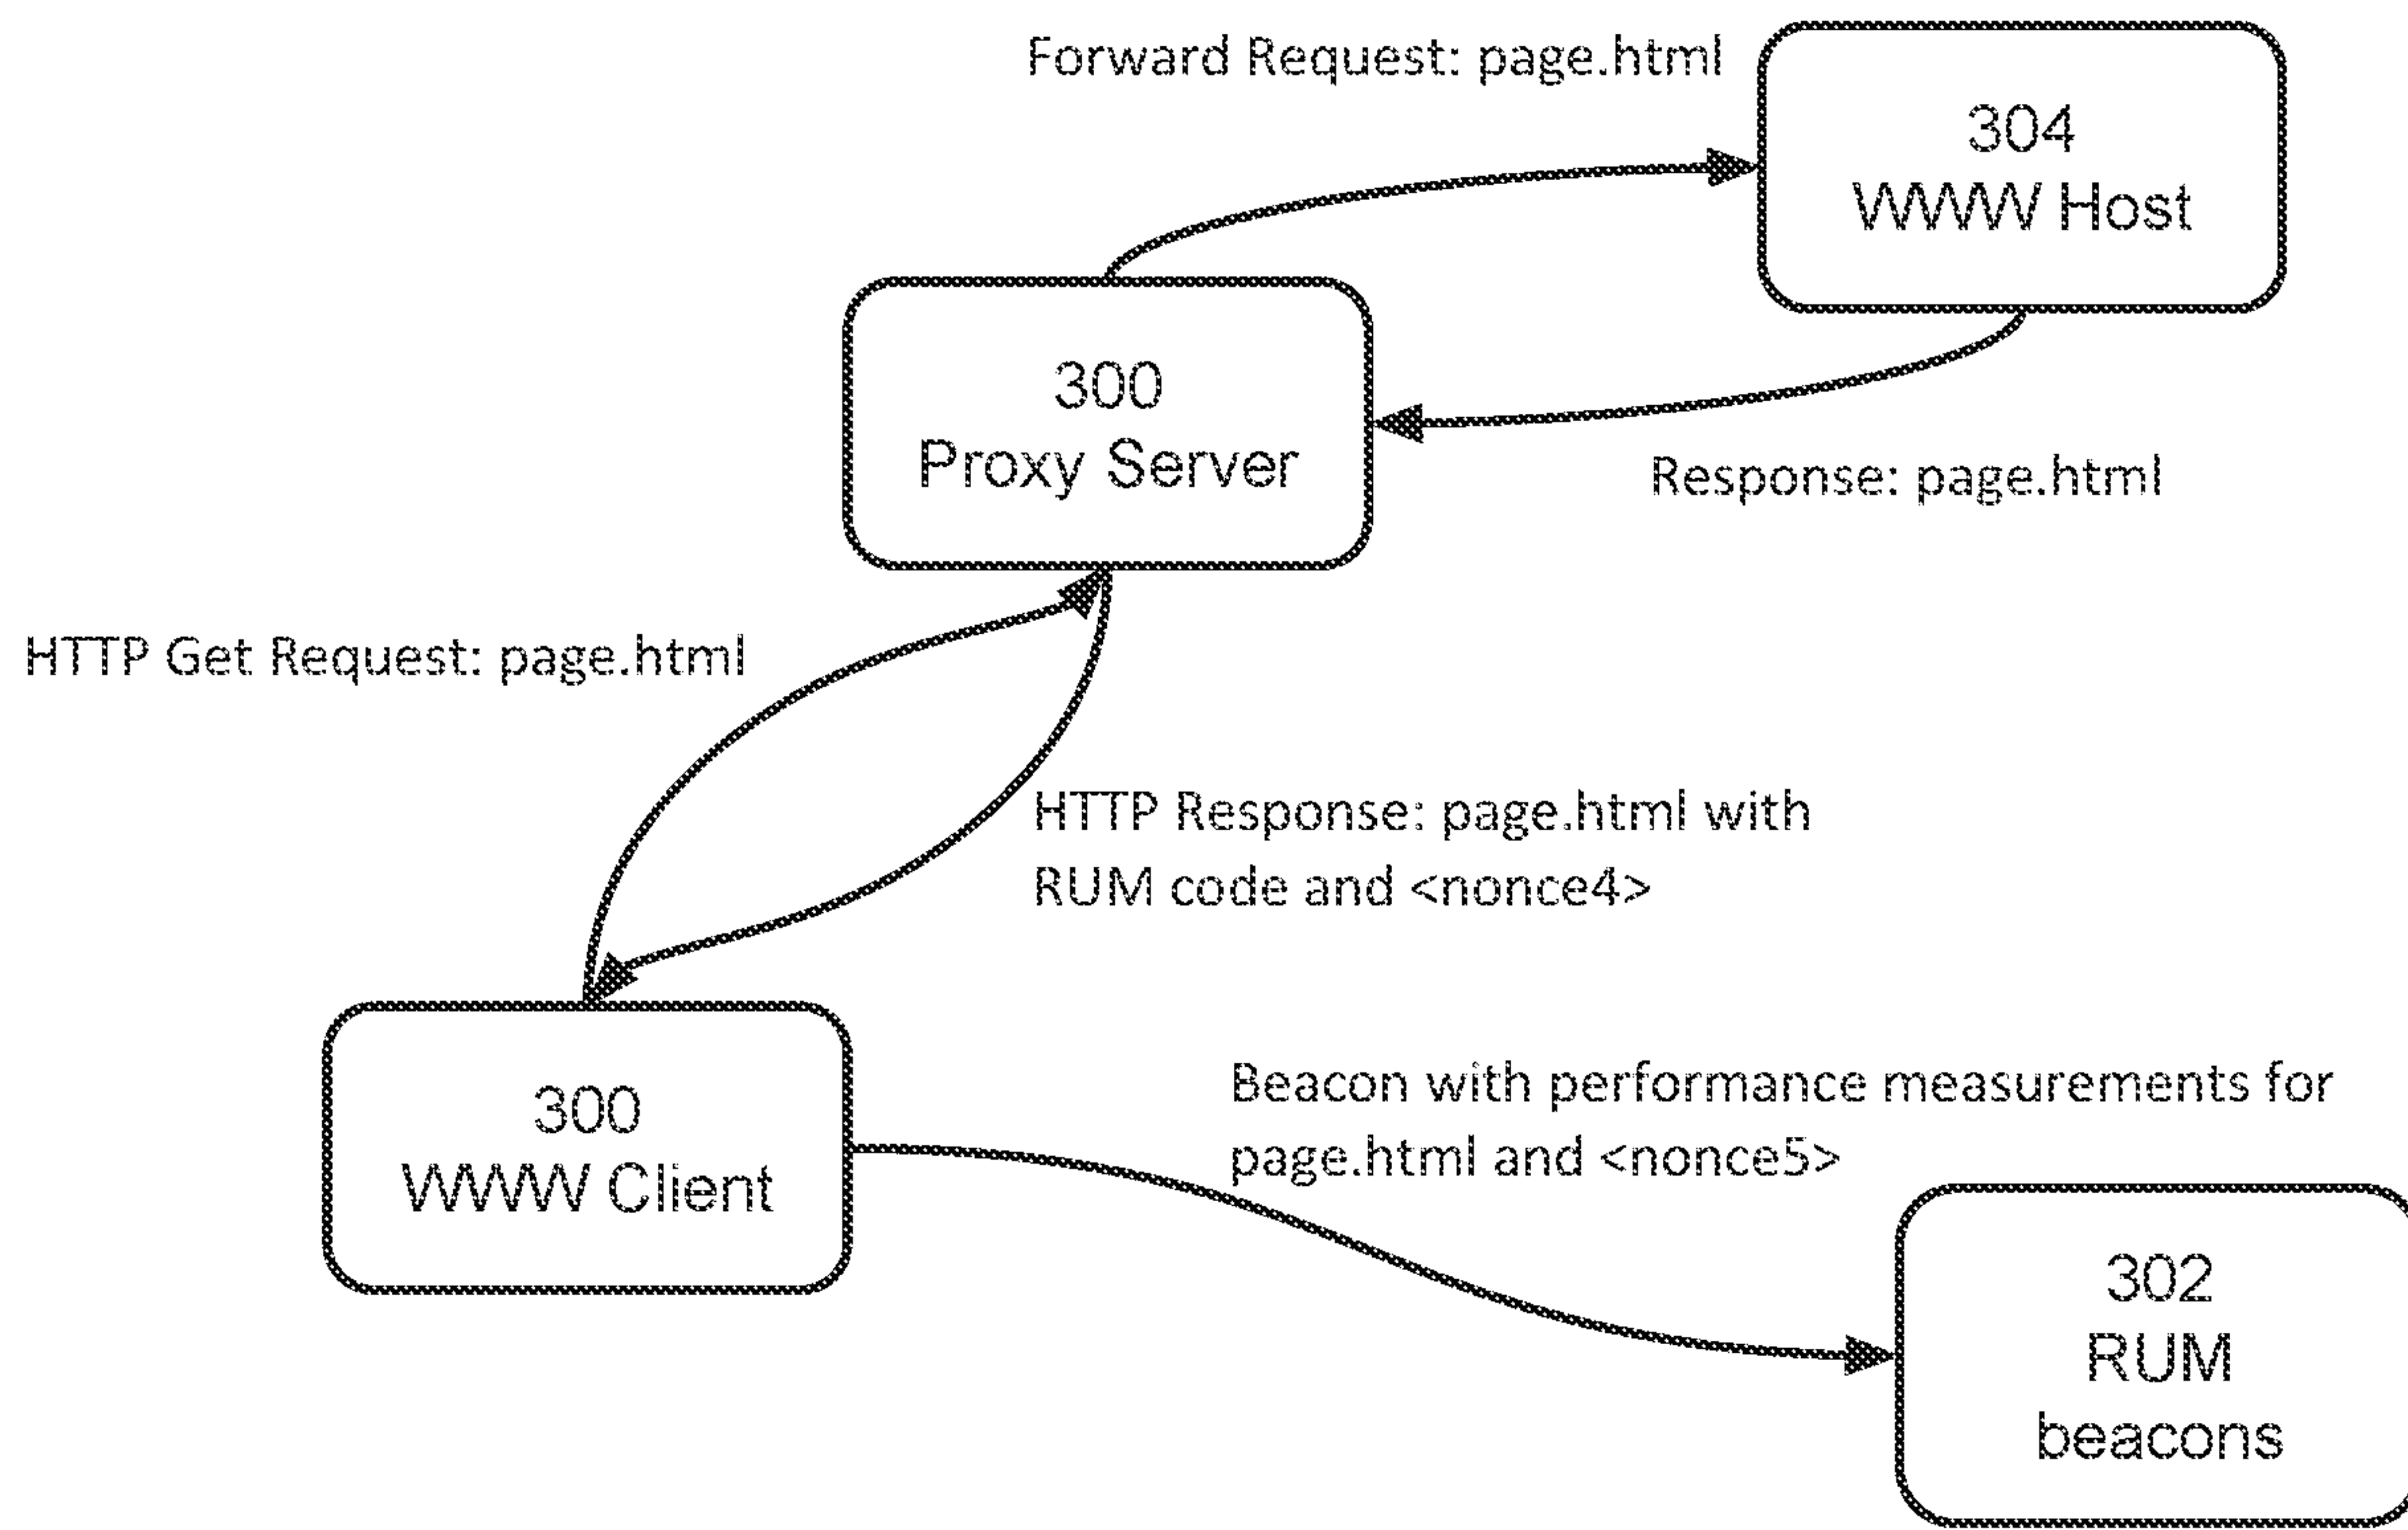 Forward Request: page.html
304
WWW Host
300
Proxy Server
Response: page.html
HTTP Get Request: page.html
HTTP Response: page.html with
RUM code and <nonce4>
300
WWW Client
Beacon with performance measurements for
page.html and <nonce5>
302
RUM
beacons